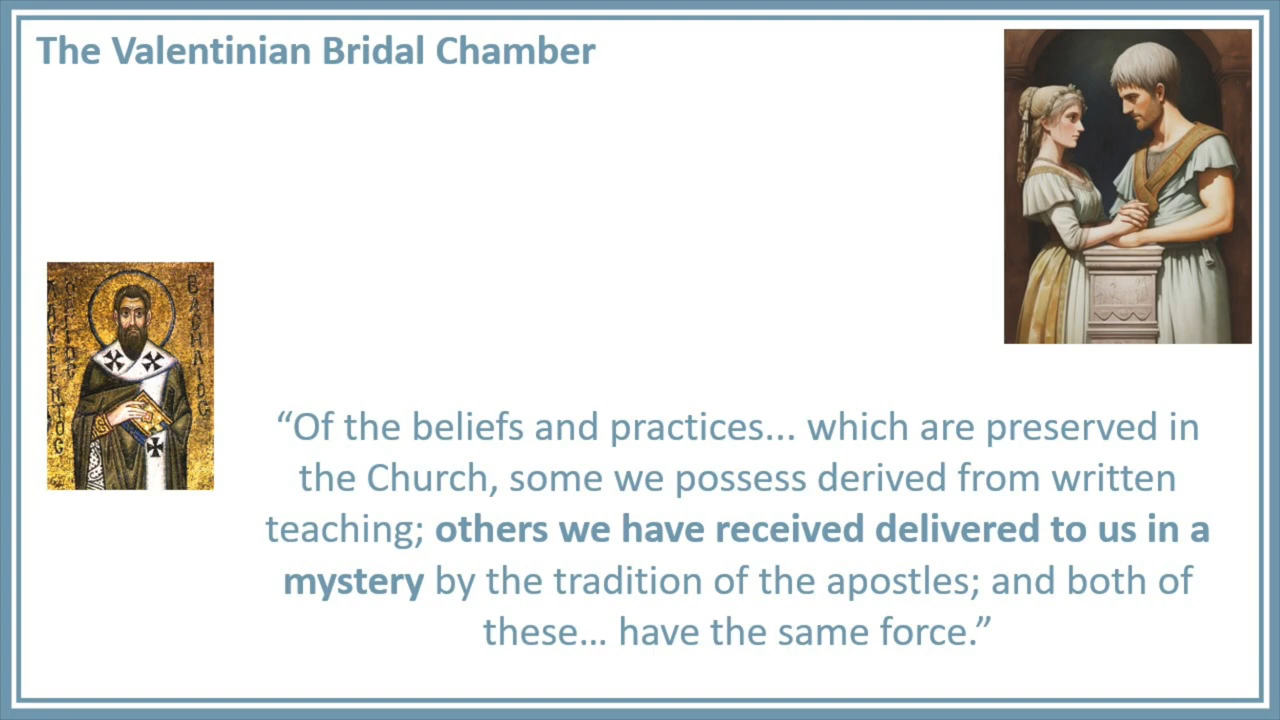 The Valentinian Bridal Chamber
“Of the beliefs and practices... which are preserved in
the Church, some we possess derived from written
teaching; others we have received delivered to us in a
mystery by the tradition of the apostles; and both of
these... have the same force.”